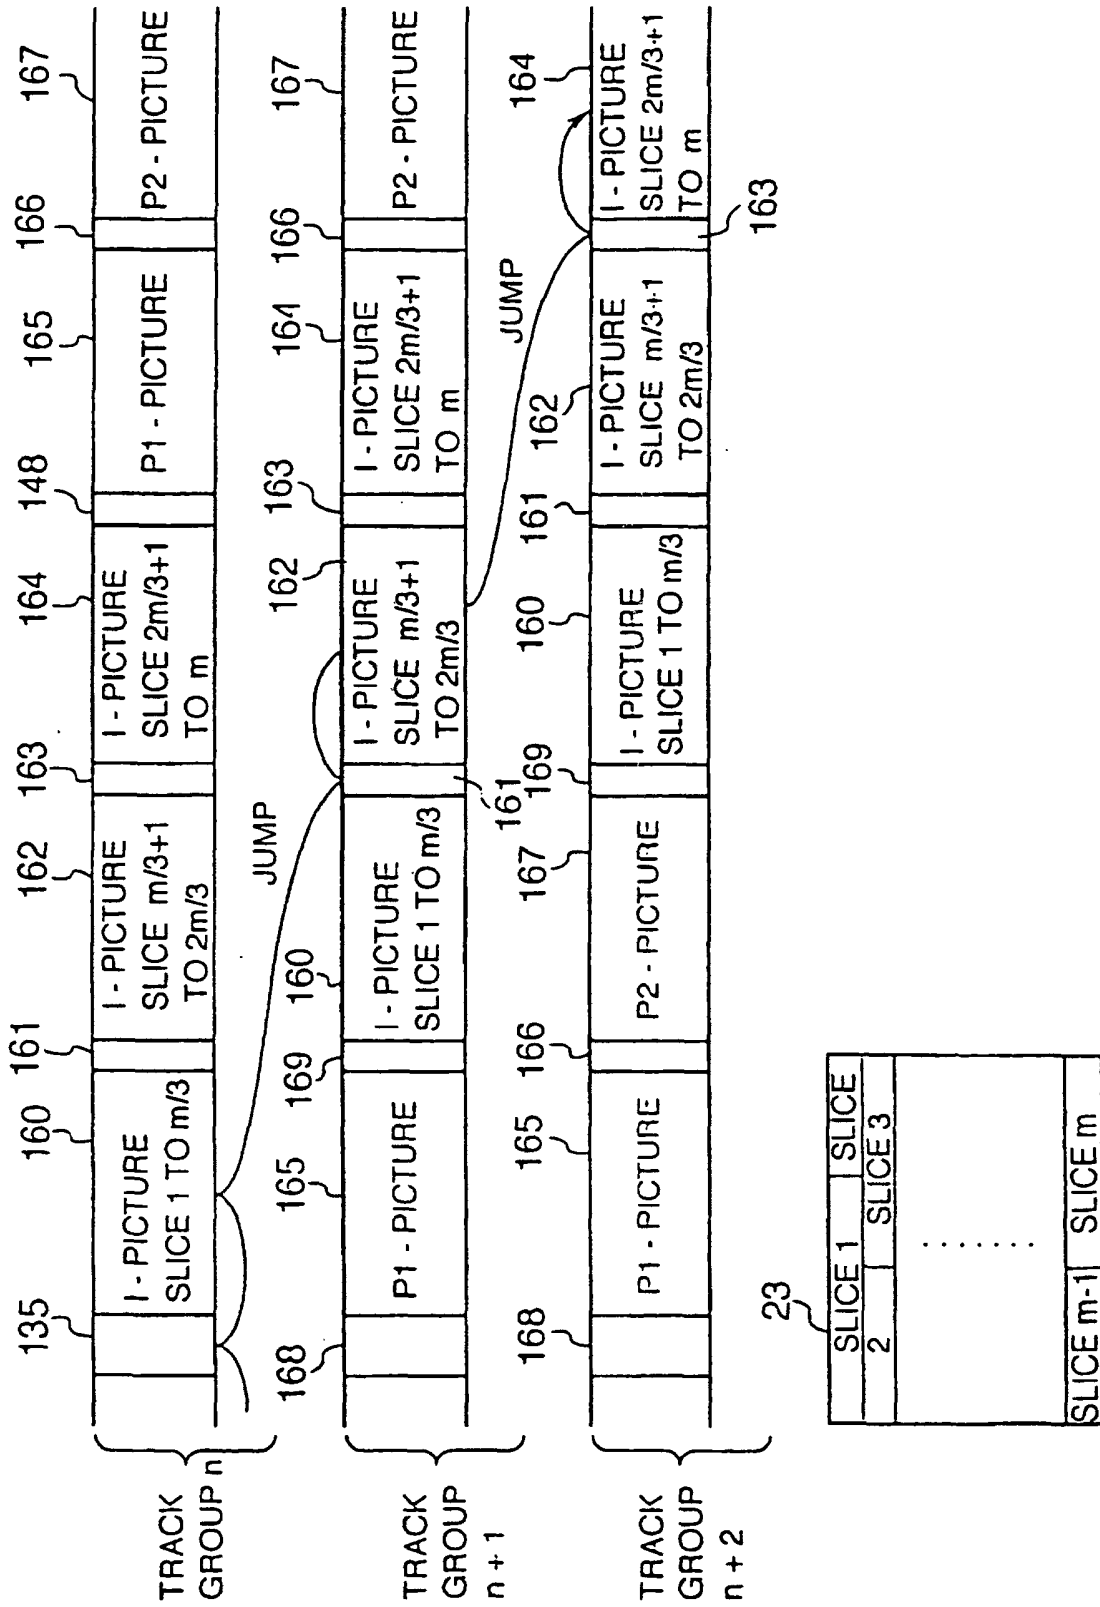 TRACK
GROUP n
135
160
161
162
163
164
148
165
166
167
I - PICTURE
SLICE 1 TO m/3
I - PICTURE
SLICE m/3+1
TO 2m/3
I - PICTURE
SLICE 2m/3+1
TO m
P1 - PICTURE
P2 - PICTURE
JUMP
TRACK
GROUP
n + 1
168
165
169
160
161
162
163
164
166
167
P1 - PICTURE
I - PICTURE
SLICE 1 TO m/3
I - PICTURE
SLICE m/3+1
TO 2m/3
I - PICTURE
SLICE 2m/3+1
TO m
P2 - PICTURE
JUMP
TRACK
GROUP
n + 2
168
165
166
167
169
160
161
162
163
164
P1 - PICTURE
P2 - PICTURE
I - PICTURE
SLICE 1 TO m/3
I - PICTURE
SLICE m/3+1
TO 2m/3
I - PICTURE
SLICE 2m/3+1
TO m
23
SLICE 1 SLICE
2 SLICE 3
. . . . . . .
SLICE m-1 SLICE m